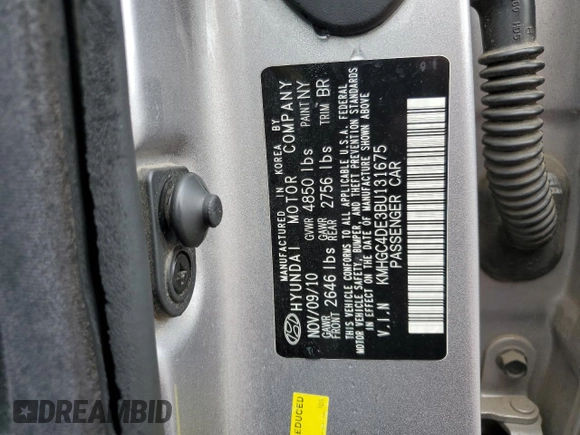 MANUFACTURED IN KOREA BY
HYUNDAI MOTOR COMPANY
NOV/09/10 GVWR 4850 lbs PAINT NY
GAWR FRONT 2646 lbs GAWR REAR 2756 lbs TRIM BR
THIS VEHICLE CONFORMS TO ALL APPLICABLE U.S.A. FEDERAL
MOTOR VEHICLE SAFETY, BUMPER, AND THEFT PREVENTION STANDARDS
IN EFFECT ON THE DATE OF MANUFACTURE SHOWN ABOVE
V.I.N KMHGC4DE3BU131675
PASSENGER CAR
EDUCED
DREAMBID